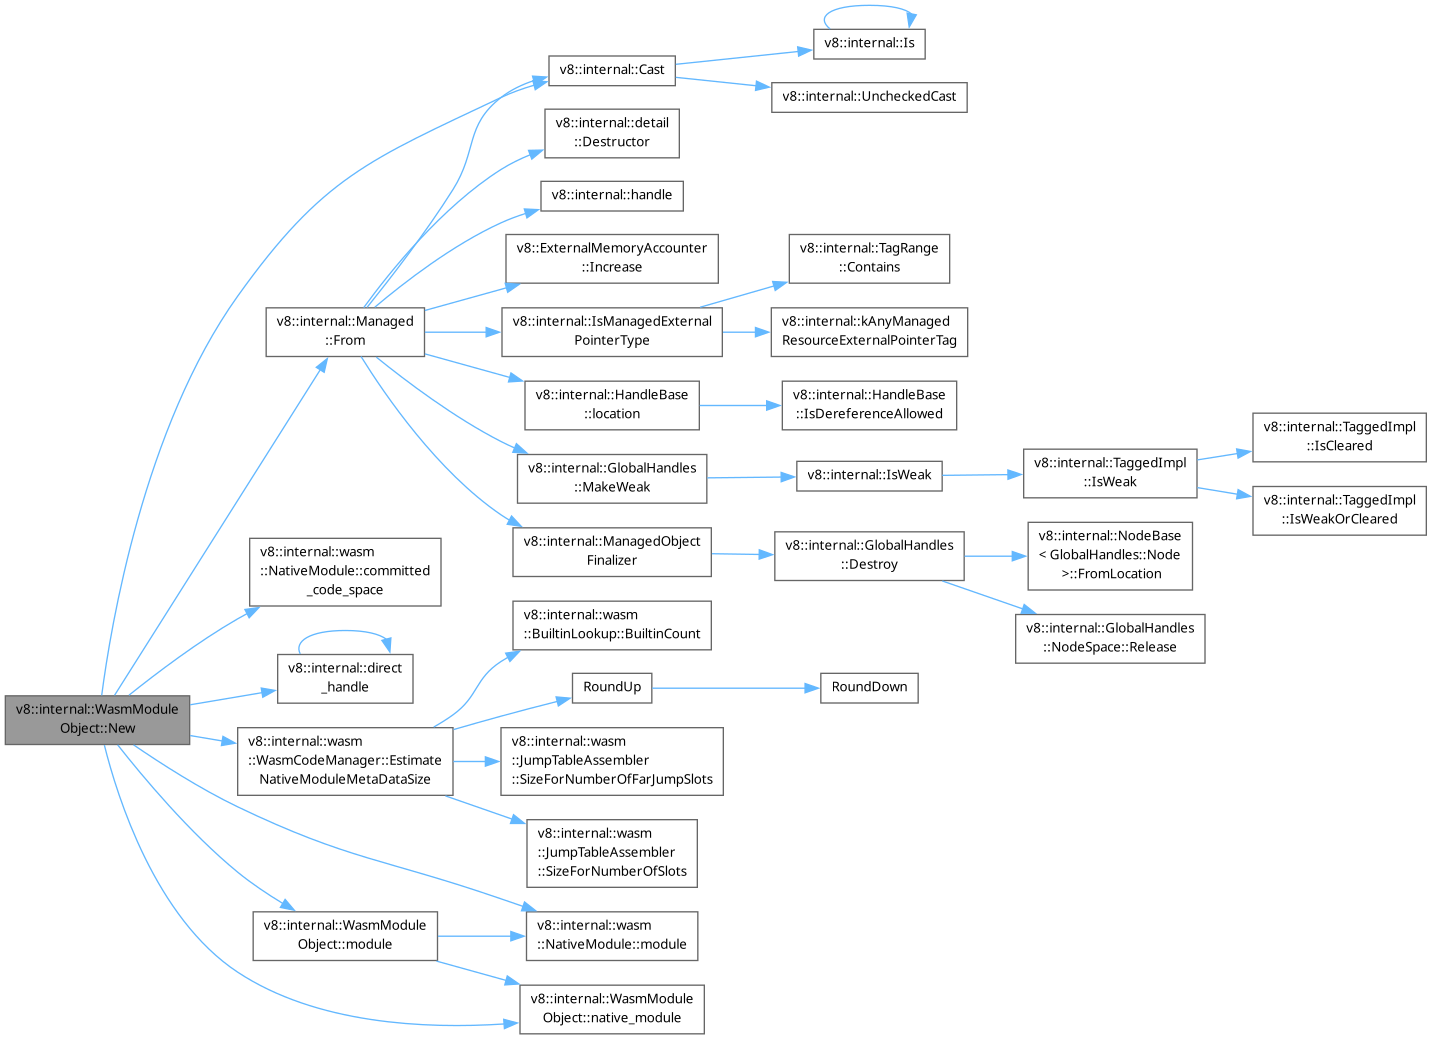 v8::internal::Is
v8::internal::Cast
v8::internal::UncheckedCast
v8::internal::detail
::Destructor
v8::internal::handle
v8::ExternalMemoryAccounter
::Increase
v8::internal::TagRange
::Contains
v8::internal::Managed
::From
v8::internal::IsManagedExternal
PointerType
v8::internal::kAnyManaged
ResourceExternalPointerTag
v8::internal::HandleBase
::location
v8::internal::HandleBase
::IsDereferenceAllowed
v8::internal::TaggedImpl
::IsCleared
v8::internal::GlobalHandles
::MakeWeak
v8::internal::IsWeak
v8::internal::TaggedImpl
::IsWeak
v8::internal::TaggedImpl
::IsWeakOrCleared
v8::internal::ManagedObject
Finalizer
v8::internal::GlobalHandles
::Destroy
v8::internal::NodeBase
< GlobalHandles::Node
>::FromLocation
v8::internal::wasm
::NativeModule::committed
_code_space
v8::internal::wasm
::BuiltinLookup::BuiltinCount
v8::internal::GlobalHandles
::NodeSpace::Release
v8::internal::direct
_handle
RoundUp
RoundDown
v8::internal::WasmModule
Object::New
v8::internal::wasm
::WasmCodeManager::Estimate
NativeModuleMetaDataSize
v8::internal::wasm
::JumpTableAssembler
::SizeForNumberOfFarJumpSlots
v8::internal::wasm
::JumpTableAssembler
::SizeForNumberOfSlots
v8::internal::WasmModule
Object::module
v8::internal::wasm
::NativeModule::module
v8::internal::WasmModule
Object::native_module